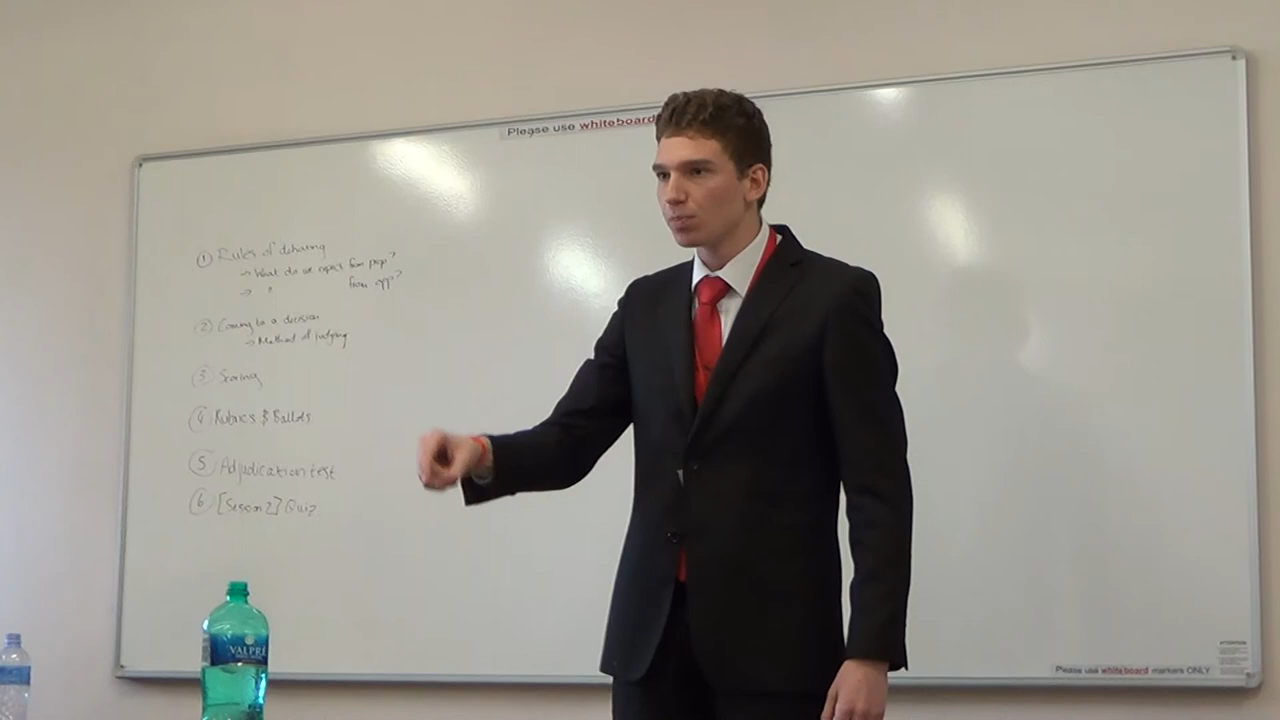 Please use whiteboard
① Rules of debating
→ What do we expect from prop?
→ " from opp?
② Coming to a decision
→ Method of judging
③ Scoring
④ Rubrics & Ballots
⑤ Adjudication test
⑥ [Session 2] Quiz
VALPRÉ
Please use whiteboard markers ONLY